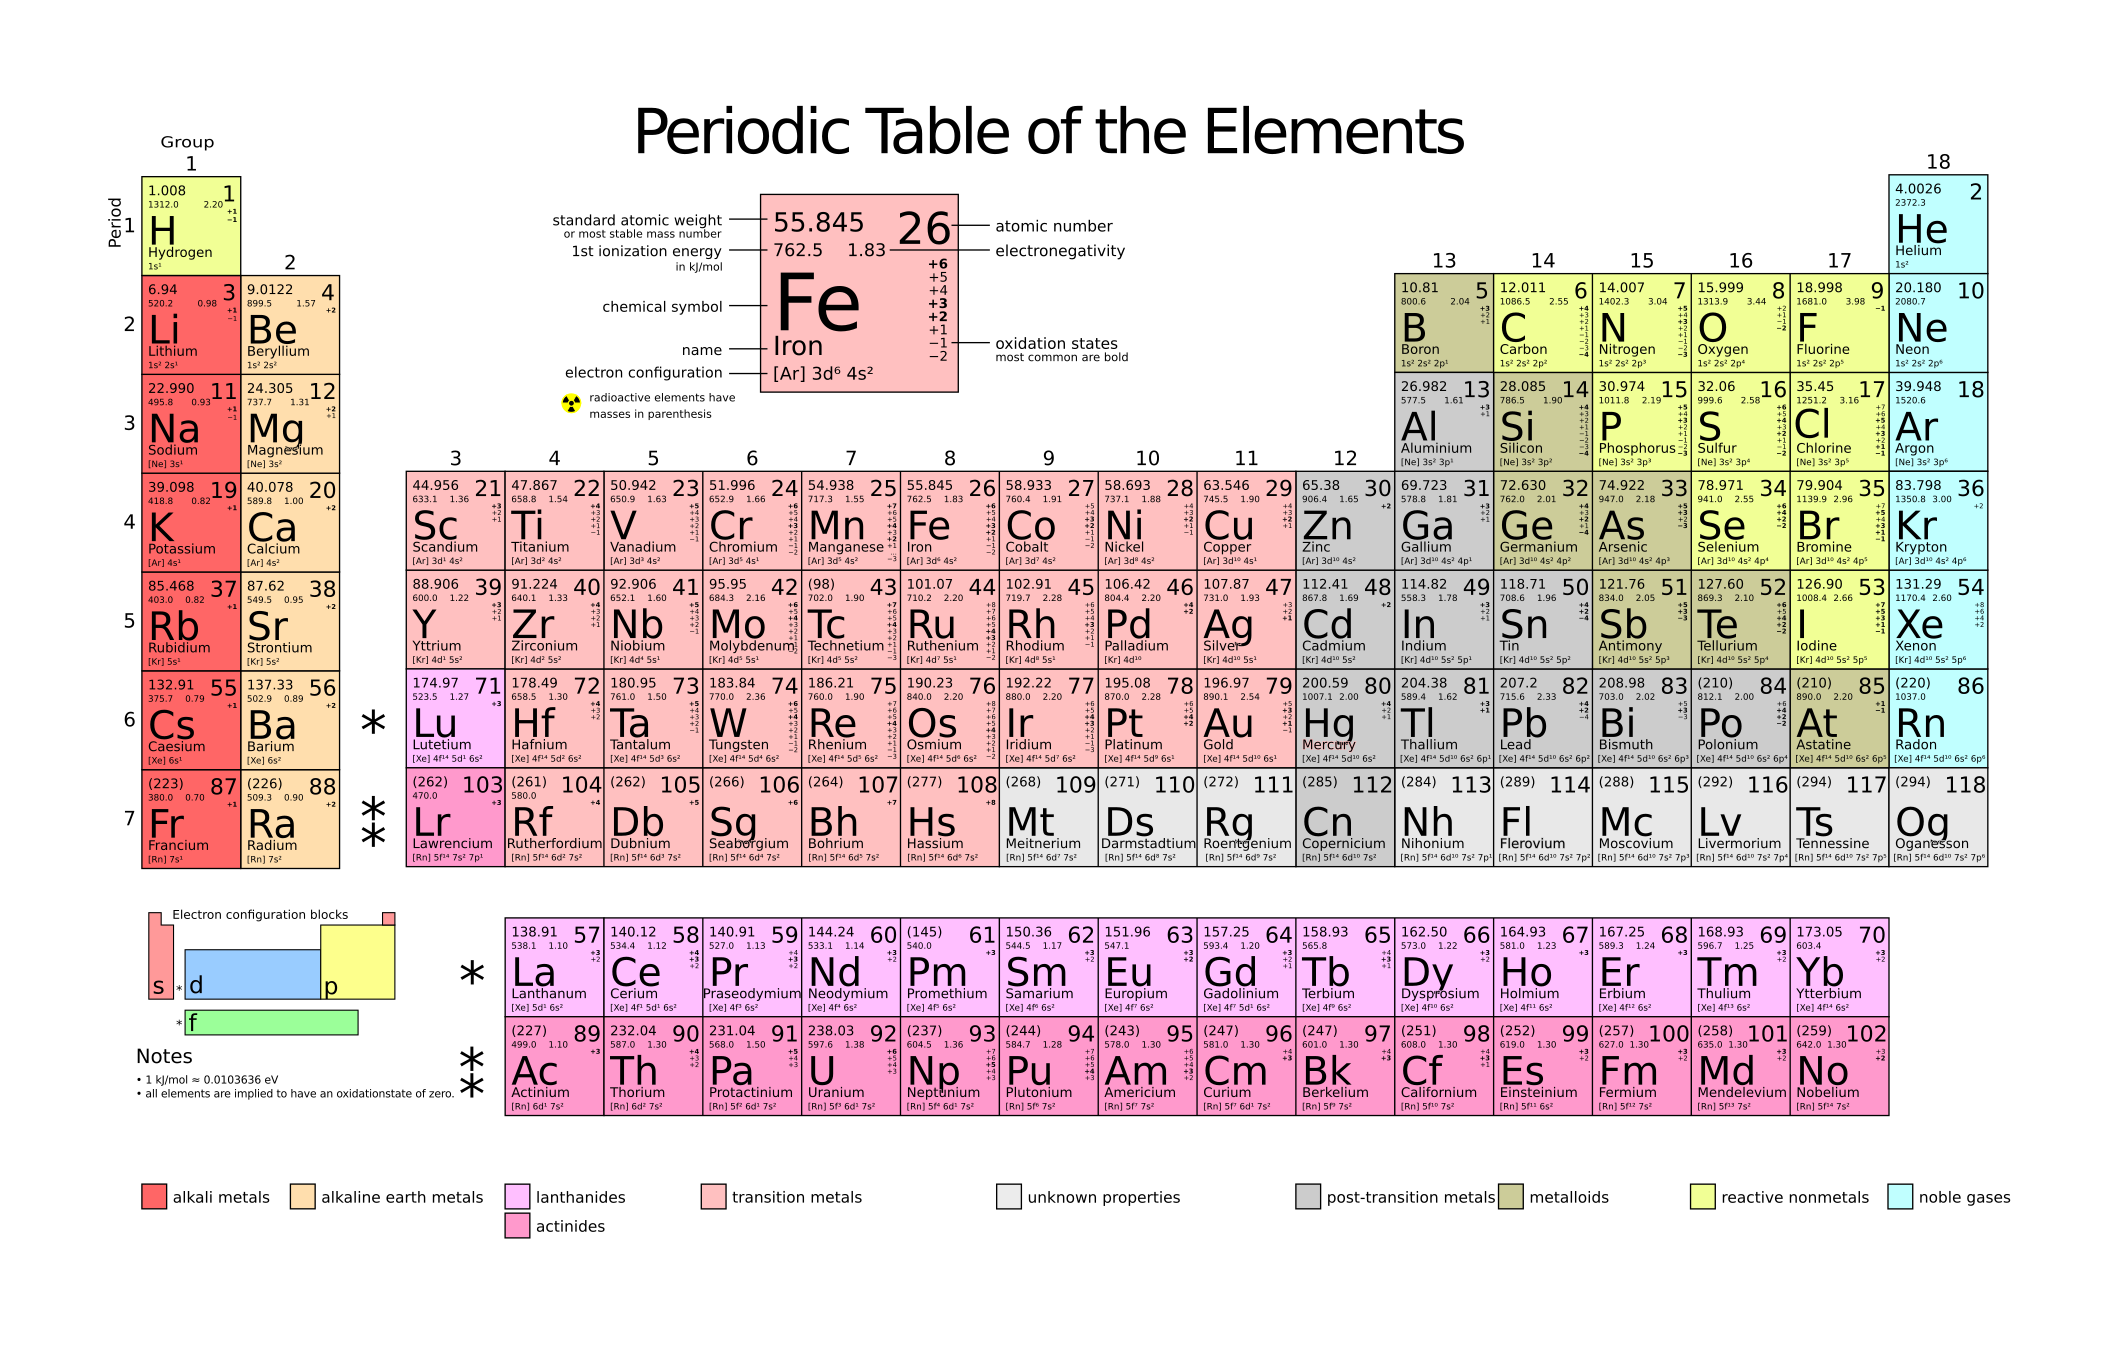 Periodic Table of the Elements
Group
1 18
Period
1.008 1
1312.0 2.20
+1
−1
H
Hydrogen
1s¹
4.0026 2
2372.3
He
Helium
1s²
standard atomic weight
or most stable mass number
1st ionization energy
in kJ/mol
chemical symbol
name
electron configuration
radioactive elements have
masses in parenthesis
55.845 26
762.5 1.83
Fe
Iron
[Ar] 3d⁶ 4s²
+6
+5
+4
+3
+2
+1
−1
−2
atomic number
electronegativity
oxidation states
most common are bold
1
2 13 14 15 16 17
2
6.94 3 9.0122 4 10.81 5 12.011 6 14.007 7 15.999 8 18.998 9 20.180 10
520.2 0.98 899.5 1.57 800.6 2.04 1086.5 2.55 1402.3 3.04 1313.9 3.44 1681.0 3.98 2080.7
Li Be B C N O F Ne
Lithium Beryllium Boron Carbon Nitrogen Oxygen Fluorine Neon
1s² 2s¹ 1s² 2s² 1s² 2s² 2p¹ 1s² 2s² 2p² 1s² 2s² 2p³ 1s² 2s² 2p⁴ 1s² 2s² 2p⁵ 1s² 2s² 2p⁶
3
22.990 11 24.305 12 26.982 13 28.085 14 30.974 15 32.06 16 35.45 17 39.948 18
495.8 0.93 737.7 1.31 577.5 1.61 786.5 1.90 1011.8 2.19 999.6 2.58 1251.2 3.16 1520.6
Na Mg Al Si P S Cl Ar
Sodium Magnesium Aluminium Silicon Phosphorus Sulfur Chlorine Argon
[Ne] 3s¹ [Ne] 3s² [Ne] 3s² 3p¹ [Ne] 3s² 3p² [Ne] 3s² 3p³ [Ne] 3s² 3p⁴ [Ne] 3s² 3p⁵ [Ne] 3s² 3p⁶
3 4 5 6 7 8 9 10 11 12
4
39.098 19 40.078 20 44.956 21 47.867 22 50.942 23 51.996 24 54.938 25 55.845 26 58.933 27 58.693 28 63.546 29 65.38 30 69.723 31 72.630 32 74.922 33 78.971 34 79.904 35 83.798 36
418.8 0.82 589.8 1.00 633.1 1.36 658.8 1.54 650.9 1.63 652.9 1.66 717.3 1.55 762.5 1.83 760.4 1.91 737.1 1.88 745.5 1.90 906.4 1.65 578.8 1.81 762.0 2.01 947.0 2.18 941.0 2.55 1139.9 2.96 1350.8 3.00
K Ca Sc Ti V Cr Mn Fe Co Ni Cu Zn Ga Ge As Se Br Kr
Potassium Calcium Scandium Titanium Vanadium Chromium Manganese Iron Cobalt Nickel Copper Zinc Gallium Germanium Arsenic Selenium Bromine Krypton
[Ar] 4s¹ [Ar] 4s² [Ar] 3d¹ 4s² [Ar] 3d² 4s² [Ar] 3d³ 4s² [Ar] 3d⁵ 4s¹ [Ar] 3d⁵ 4s² [Ar] 3d⁶ 4s² [Ar] 3d⁷ 4s² [Ar] 3d⁸ 4s² [Ar] 3d¹⁰ 4s¹ [Ar] 3d¹⁰ 4s² [Ar] 3d¹⁰ 4s² 4p¹ [Ar] 3d¹⁰ 4s² 4p² [Ar] 3d¹⁰ 4s² 4p³ [Ar] 3d¹⁰ 4s² 4p⁴ [Ar] 3d¹⁰ 4s² 4p⁵ [Ar] 3d¹⁰ 4s² 4p⁶
5
85.468 37 87.62 38 88.906 39 91.224 40 92.906 41 95.95 42 (98) 43 101.07 44 102.91 45 106.42 46 107.87 47 112.41 48 114.82 49 118.71 50 121.76 51 127.60 52 126.90 53 131.29 54
403.0 0.82 549.5 0.95 600.0 1.22 640.1 1.33 652.1 1.60 684.3 2.16 702.0 1.90 710.2 2.20 719.7 2.28 804.4 2.20 731.0 1.93 867.8 1.69 558.3 1.78 708.6 1.96 834.0 2.05 869.3 2.10 1008.4 2.66 1170.4 2.60
Rb Sr Y Zr Nb Mo Tc Ru Rh Pd Ag Cd In Sn Sb Te I Xe
Rubidium Strontium Yttrium Zirconium Niobium Molybdenum Technetium Ruthenium Rhodium Palladium Silver Cadmium Indium Tin Antimony Tellurium Iodine Xenon
[Kr] 5s¹ [Kr] 5s² [Kr] 4d¹ 5s² [Kr] 4d² 5s² [Kr] 4d⁴ 5s¹ [Kr] 4d⁵ 5s¹ [Kr] 4d⁵ 5s² [Kr] 4d⁷ 5s¹ [Kr] 4d⁸ 5s¹ [Kr] 4d¹⁰ [Kr] 4d¹⁰ 5s¹ [Kr] 4d¹⁰ 5s² [Kr] 4d¹⁰ 5s² 5p¹ [Kr] 4d¹⁰ 5s² 5p² [Kr] 4d¹⁰ 5s² 5p³ [Kr] 4d¹⁰ 5s² 5p⁴ [Kr] 4d¹⁰ 5s² 5p⁵ [Kr] 4d¹⁰ 5s² 5p⁶
6
132.91 55 137.33 56 * 174.97 71 178.49 72 180.95 73 183.84 74 186.21 75 190.23 76 192.22 77 195.08 78 196.97 79 200.59 80 204.38 81 207.2 82 208.98 83 (210) 84 (210) 85 (220) 86
375.7 0.79 502.9 0.89 523.5 1.27 658.5 1.30 761.0 1.50 770.0 2.36 760.0 1.90 840.0 2.20 880.0 2.20 870.0 2.28 890.1 2.54 1007.1 2.00 589.4 1.62 715.6 2.33 703.0 2.02 812.1 2.00 890.0 2.20 1037.0
Cs Ba Lu Hf Ta W Re Os Ir Pt Au Hg Tl Pb Bi Po At Rn
Caesium Barium Lutetium Hafnium Tantalum Tungsten Rhenium Osmium Iridium Platinum Gold Mercury Thallium Lead Bismuth Polonium Astatine Radon
[Xe] 6s¹ [Xe] 6s² [Xe] 4f¹⁴ 5d¹ 6s² [Xe] 4f¹⁴ 5d² 6s² [Xe] 4f¹⁴ 5d³ 6s² [Xe] 4f¹⁴ 5d⁴ 6s² [Xe] 4f¹⁴ 5d⁵ 6s² [Xe] 4f¹⁴ 5d⁶ 6s² [Xe] 4f¹⁴ 5d⁷ 6s² [Xe] 4f¹⁴ 5d⁹ 6s¹ [Xe] 4f¹⁴ 5d¹⁰ 6s¹ [Xe] 4f¹⁴ 5d¹⁰ 6s² [Xe] 4f¹⁴ 5d¹⁰ 6s² 6p¹ [Xe] 4f¹⁴ 5d¹⁰ 6s² 6p² [Xe] 4f¹⁴ 5d¹⁰ 6s² 6p³ [Xe] 4f¹⁴ 5d¹⁰ 6s² 6p⁴ [Xe] 4f¹⁴ 5d¹⁰ 6s² 6p⁵ [Xe] 4f¹⁴ 5d¹⁰ 6s² 6p⁶
7
(223) 87 (226) 88 ** (262) 103 (261) 104 (262) 105 (266) 106 (264) 107 (277) 108 (268) 109 (271) 110 (272) 111 (285) 112 (284) 113 (289) 114 (288) 115 (292) 116 (294) 117 (294) 118
380.0 0.70 509.3 0.90 470.0 580.0
Fr Ra Lr Rf Db Sg Bh Hs Mt Ds Rg Cn Nh Fl Mc Lv Ts Og
Francium Radium Lawrencium Rutherfordium Dubnium Seaborgium Bohrium Hassium Meitnerium Darmstadtium Roentgenium Copernicium Nihonium Flerovium Moscovium Livermorium Tennessine Oganesson
[Rn] 7s¹ [Rn] 7s² [Rn] 5f¹⁴ 7s² 7p¹ [Rn] 5f¹⁴ 6d² 7s² [Rn] 5f¹⁴ 6d³ 7s² [Rn] 5f¹⁴ 6d⁴ 7s² [Rn] 5f¹⁴ 6d⁵ 7s² [Rn] 5f¹⁴ 6d⁶ 7s² [Rn] 5f¹⁴ 6d⁷ 7s² [Rn] 5f¹⁴ 6d⁸ 7s² [Rn] 5f¹⁴ 6d⁹ 7s² [Rn] 5f¹⁴ 6d¹⁰ 7s² [Rn] 5f¹⁴ 6d¹⁰ 7s² 7p¹ [Rn] 5f¹⁴ 6d¹⁰ 7s² 7p² [Rn] 5f¹⁴ 6d¹⁰ 7s² 7p³ [Rn] 5f¹⁴ 6d¹⁰ 7s² 7p⁴ [Rn] 5f¹⁴ 6d¹⁰ 7s² 7p⁵ [Rn] 5f¹⁴ 6d¹⁰ 7s² 7p⁶
Electron configuration blocks
s * d p
* f
Notes
• 1 kJ/mol ≈ 0.0103636 eV
• all elements are implied to have an oxidationstate of zero.
*
138.91 57 140.12 58 140.91 59 144.24 60 (145) 61 150.36 62 151.96 63 157.25 64 158.93 65 162.50 66 164.93 67 167.25 68 168.93 69 173.05 70
538.1 1.10 534.4 1.12 527.0 1.13 533.1 1.14 540.0 544.5 1.17 547.1 593.4 1.20 565.8 573.0 1.22 581.0 1.23 589.3 1.24 596.7 1.25 603.4
La Ce Pr Nd Pm Sm Eu Gd Tb Dy Ho Er Tm Yb
Lanthanum Cerium Praseodymium Neodymium Promethium Samarium Europium Gadolinium Terbium Dysprosium Holmium Erbium Thulium Ytterbium
[Xe] 5d¹ 6s² [Xe] 4f¹ 5d¹ 6s² [Xe] 4f³ 6s² [Xe] 4f⁴ 6s² [Xe] 4f⁵ 6s² [Xe] 4f⁶ 6s² [Xe] 4f⁷ 6s² [Xe] 4f⁷ 5d¹ 6s² [Xe] 4f⁹ 6s² [Xe] 4f¹⁰ 6s² [Xe] 4f¹¹ 6s² [Xe] 4f¹² 6s² [Xe] 4f¹³ 6s² [Xe] 4f¹⁴ 6s²
**
(227) 89 232.04 90 231.04 91 238.03 92 (237) 93 (244) 94 (243) 95 (247) 96 (247) 97 (251) 98 (252) 99 (257) 100 (258) 101 (259) 102
499.0 1.10 587.0 1.30 568.0 1.50 597.6 1.38 604.5 1.36 584.7 1.28 578.0 1.30 581.0 1.30 601.0 1.30 608.0 1.30 619.0 1.30 627.0 1.30 635.0 1.30 642.0 1.30
Ac Th Pa U Np Pu Am Cm Bk Cf Es Fm Md No
Actinium Thorium Protactinium Uranium Neptunium Plutonium Americium Curium Berkelium Californium Einsteinium Fermium Mendelevium Nobelium
[Rn] 6d¹ 7s² [Rn] 6d² 7s² [Rn] 5f² 6d¹ 7s² [Rn] 5f³ 6d¹ 7s² [Rn] 5f⁴ 6d¹ 7s² [Rn] 5f⁶ 7s² [Rn] 5f⁷ 7s² [Rn] 5f⁷ 6d¹ 7s² [Rn] 5f⁹ 7s² [Rn] 5f¹⁰ 7s² [Rn] 5f¹¹ 6s² [Rn] 5f¹² 7s² [Rn] 5f¹³ 7s² [Rn] 5f¹⁴ 7s²
alkali metals alkaline earth metals lanthanides transition metals unknown properties post-transition metals metalloids reactive nonmetals noble gases
actinides